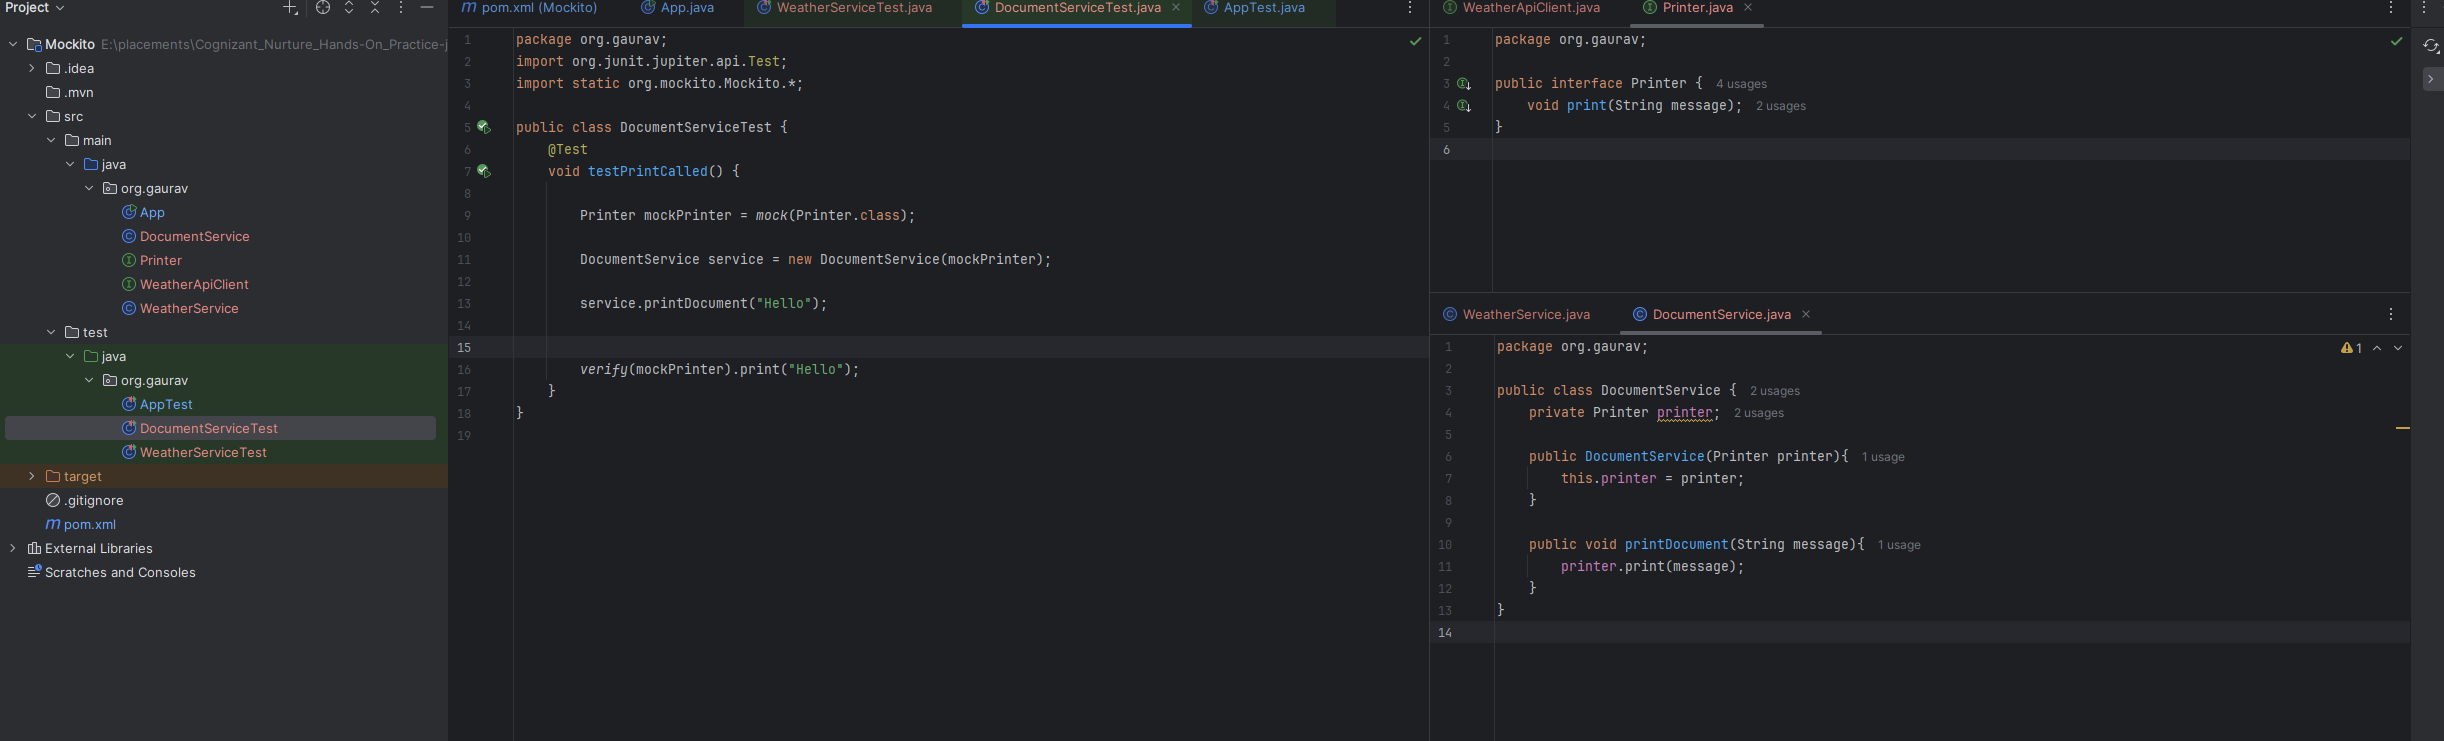 Project
Mockito E:\placements\Cognizant_Nurture_Hands-On_Practice-j
.idea
.mvn
src
main
java
org.gaurav
App
DocumentService
Printer
WeatherApiClient
WeatherService
test
java
org.gaurav
AppTest
DocumentServiceTest
WeatherServiceTest
target
.gitignore
pom.xml
External Libraries
Scratches and Consoles
pom.xml (Mockito) App.java WeatherServiceTest.java DocumentServiceTest.java AppTest.java
1 package org.gaurav;
2 import org.junit.jupiter.api.Test;
3 import static org.mockito.Mockito.*;
4
5 public class DocumentServiceTest {
6 @Test
7 void testPrintCalled() {
8
9 Printer mockPrinter = mock(Printer.class);
10
11 DocumentService service = new DocumentService(mockPrinter);
12
13 service.printDocument("Hello");
14
15
16 verify(mockPrinter).print("Hello");
17 }
18 }
19
WeatherApiClient.java Printer.java
1 package org.gaurav;
2
3 public interface Printer { 4 usages
4 void print(String message); 2 usages
5 }
6
WeatherService.java DocumentService.java
1 package org.gaurav; 1
2
3 public class DocumentService { 2 usages
4 private Printer printer; 2 usages
5
6 public DocumentService(Printer printer){ 1 usage
7 this.printer = printer;
8 }
9
10 public void printDocument(String message){ 1 usage
11 printer.print(message);
12 }
13 }
14